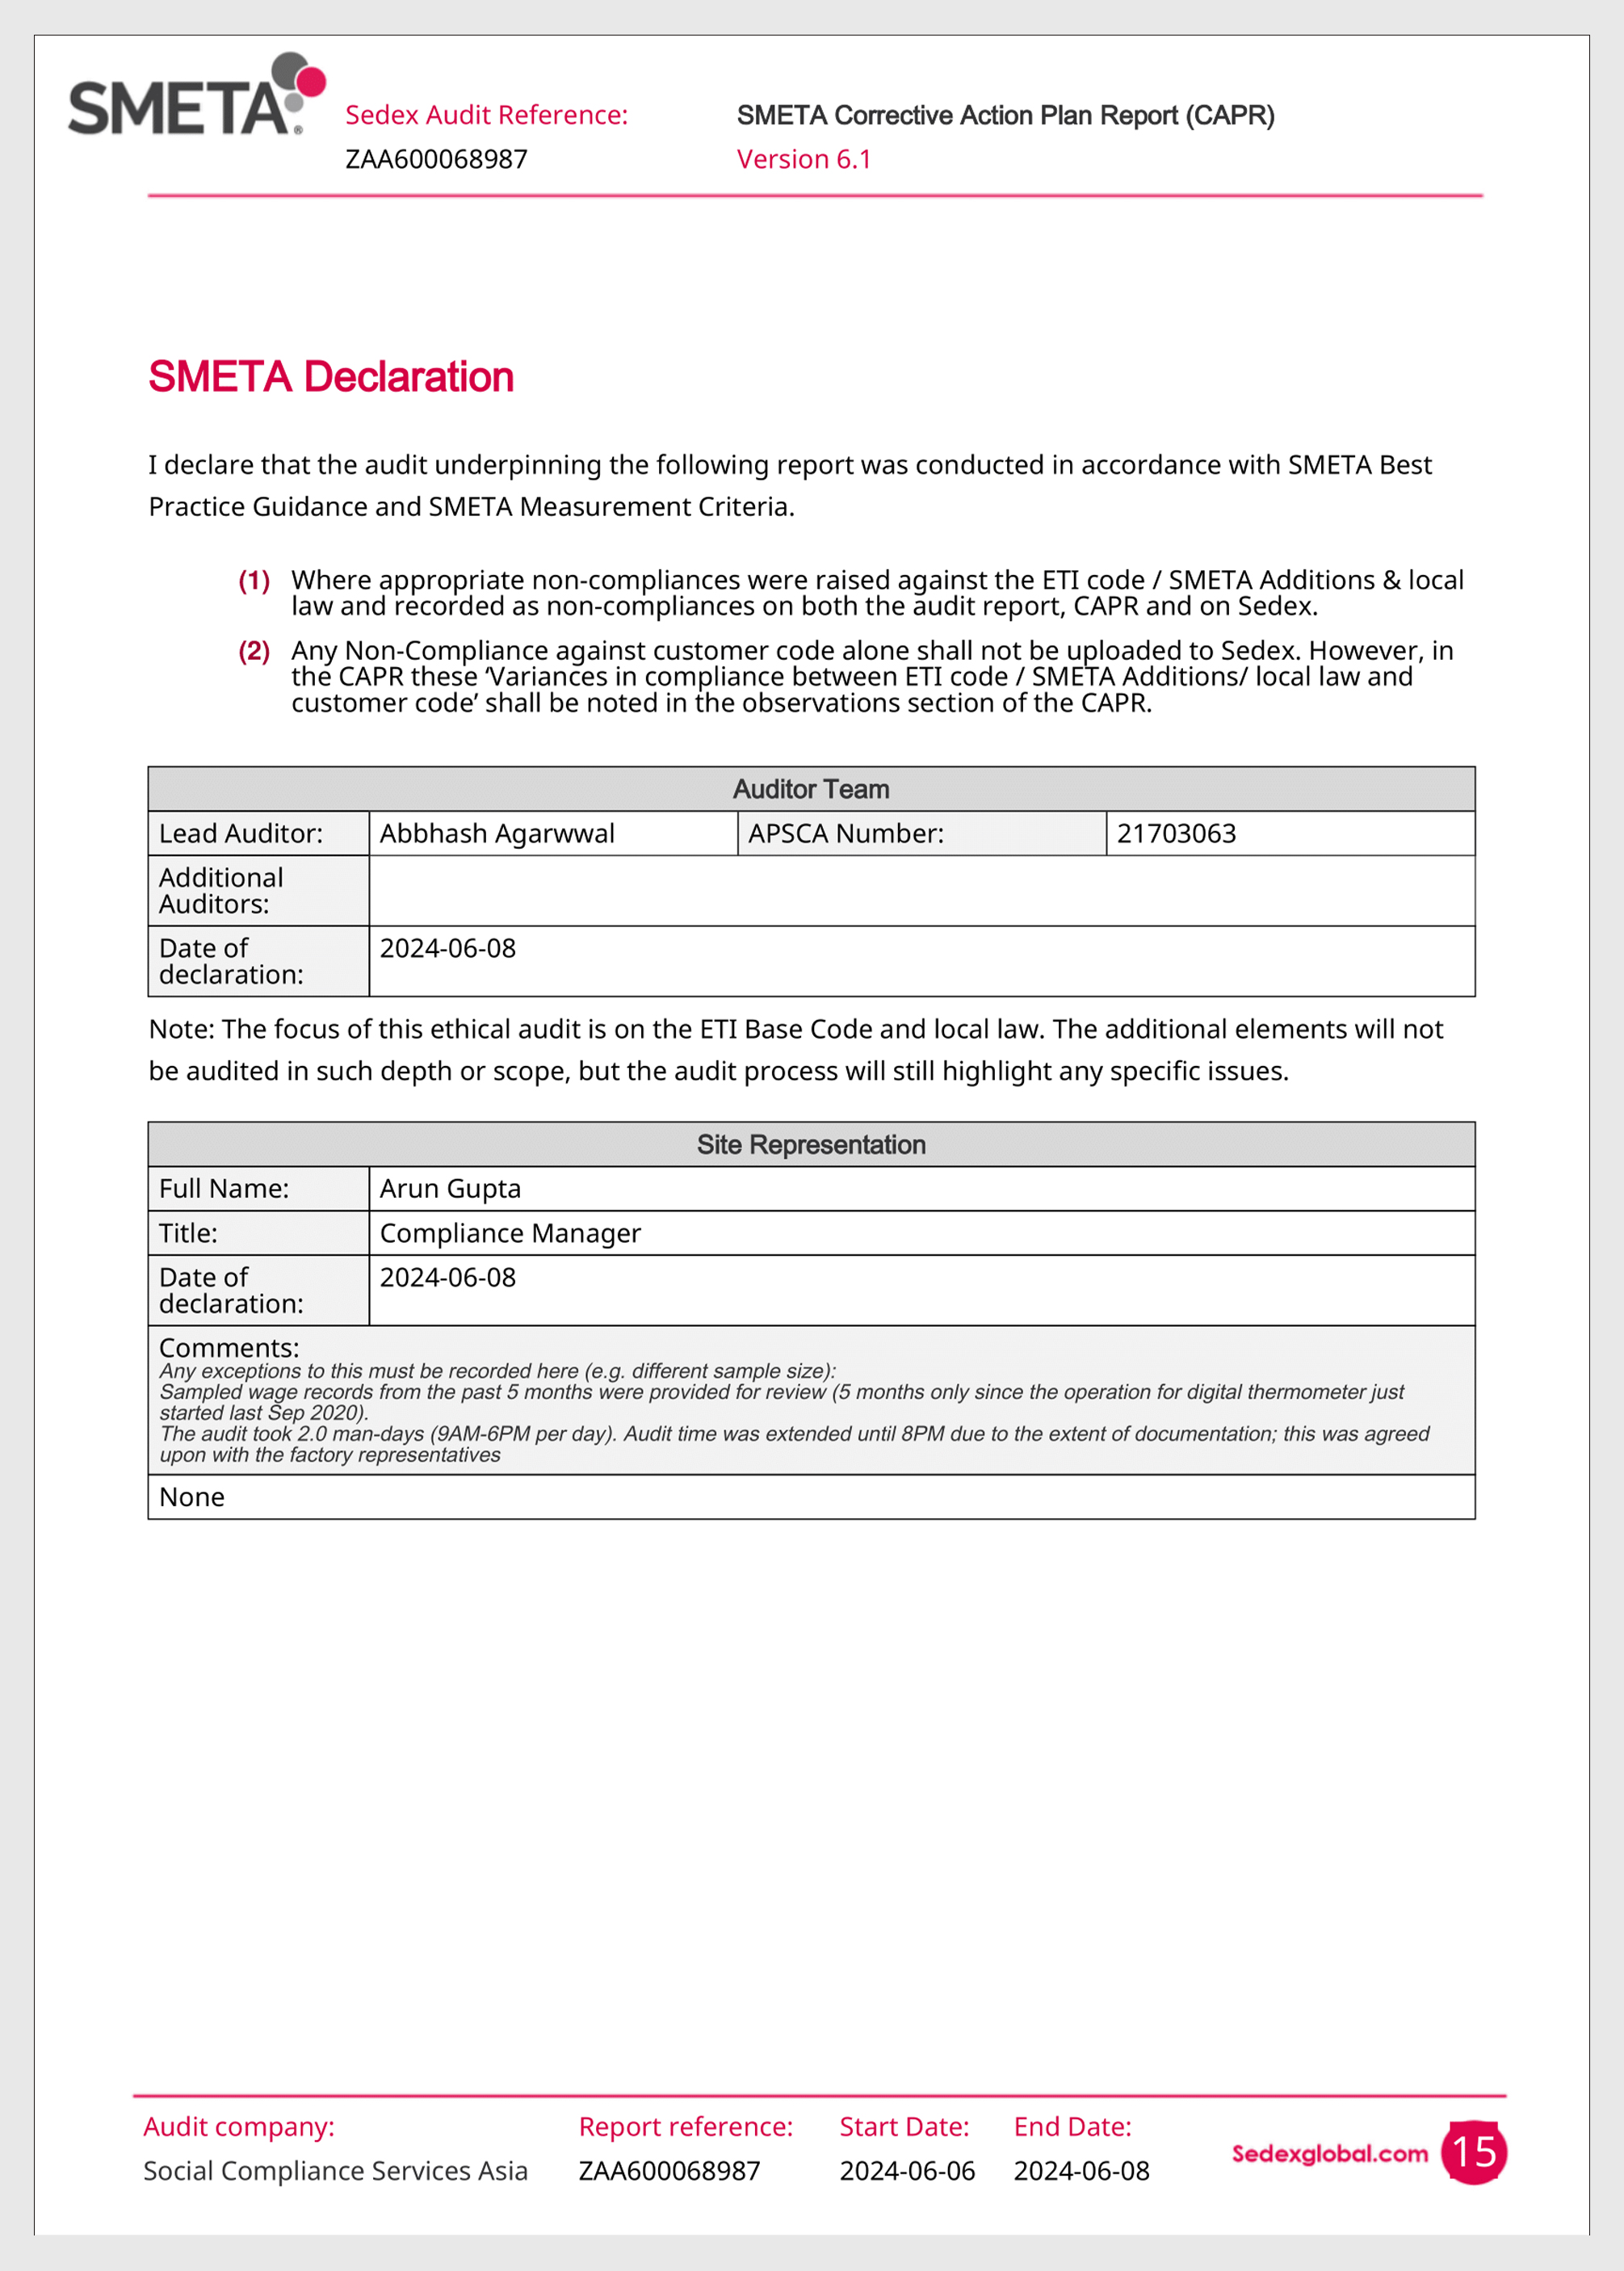 SMETA®
Sedex Audit Reference:
ZAA600068987
SMETA Corrective Action Plan Report (CAPR)
Version 6.1
SMETA Declaration
I declare that the audit underpinning the following report was conducted in accordance with SMETA Best
Practice Guidance and SMETA Measurement Criteria.
(1) Where appropriate non-compliances were raised against the ETI code / SMETA Additions & local
law and recorded as non-compliances on both the audit report, CAPR and on Sedex.
(2) Any Non-Compliance against customer code alone shall not be uploaded to Sedex. However, in
the CAPR these ‘Variances in compliance between ETI code / SMETA Additions/ local law and
customer code’ shall be noted in the observations section of the CAPR.
Auditor Team
Lead Auditor: Abbhash Agarwwal APSCA Number: 21703063
Additional
Auditors:
Date of
declaration:
2024-06-08
Note: The focus of this ethical audit is on the ETI Base Code and local law. The additional elements will not
be audited in such depth or scope, but the audit process will still highlight any specific issues.
Site Representation
Full Name: Arun Gupta
Title: Compliance Manager
Date of
declaration:
2024-06-08
Comments:
Any exceptions to this must be recorded here (e.g. different sample size):
Sampled wage records from the past 5 months were provided for review (5 months only since the operation for digital thermometer just
started last Sep 2020).
The audit took 2.0 man-days (9AM-6PM per day). Audit time was extended until 8PM due to the extent of documentation; this was agreed
upon with the factory representatives
None
Audit company:
Social Compliance Services Asia
Report reference:
ZAA600068987
Start Date:
2024-06-06
End Date:
2024-06-08
Sedexglobal.com
15